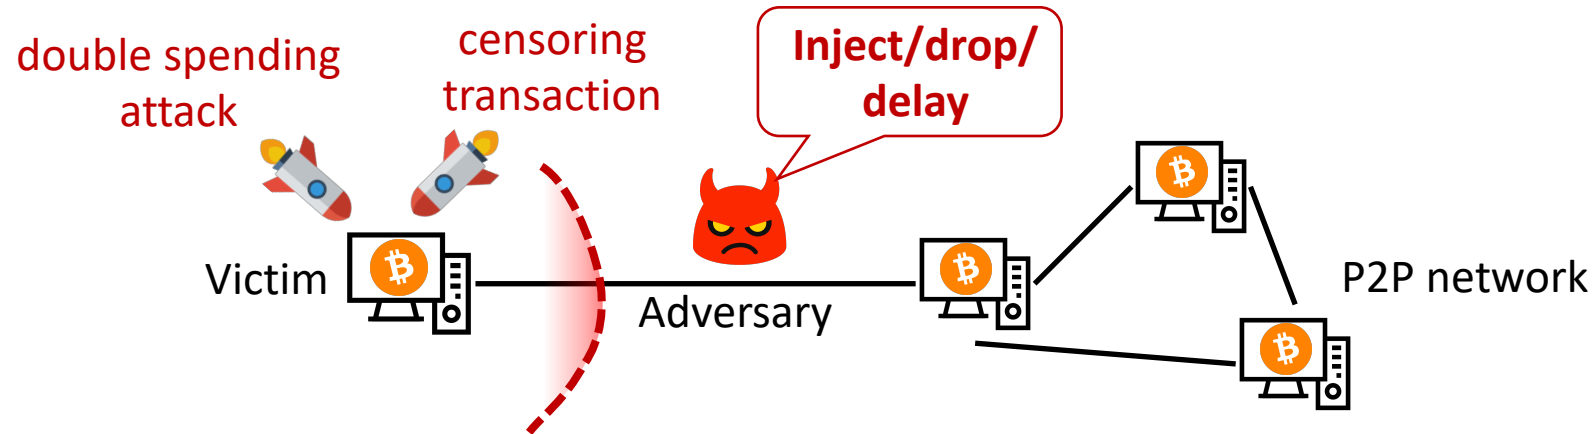 double spending
attack
censoring
transaction
Inject/drop/
delay
Victim
Adversary
P2P network